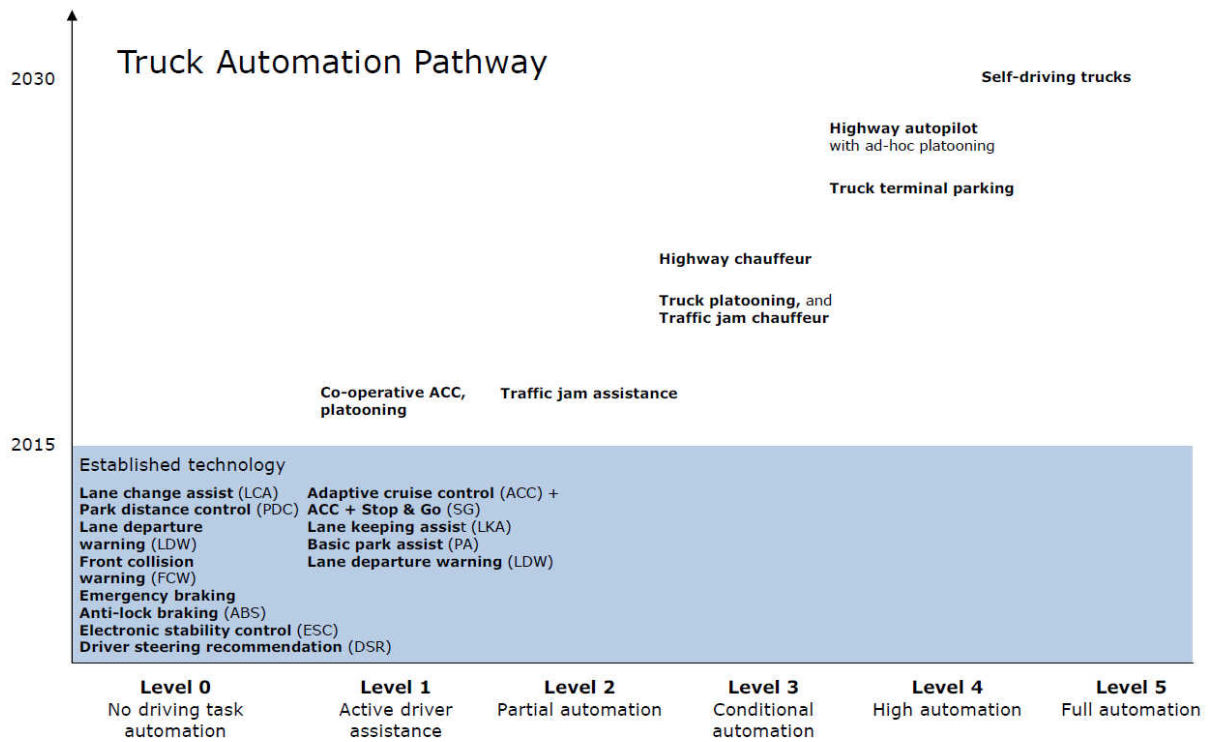 Truck Automation Pathway
2030
Self-driving trucks
Highway autopilot
with ad-hoc platooning
Truck terminal parking
Highway chauffeur
Truck platooning, and
Traffic jam chauffeur
Co-operative ACC,
platooning
Traffic jam assistance
2015
Established technology
Lane change assist (LCA)
Park distance control (PDC)
Lane departure
warning (LDW)
Front collision
warning (FCW)
Emergency braking
Anti-lock braking (ABS)
Electronic stability control (ESC)
Driver steering recommendation (DSR)
Adaptive cruise control (ACC) +
ACC + Stop & Go (SG)
Lane keeping assist (LKA)
Basic park assist (PA)
Lane departure warning (LDW)
Level 0
No driving task
automation
Level 1
Active driver
assistance
Level 2
Partial automation
Level 3
Conditional
automation
Level 4
High automation
Level 5
Full automation